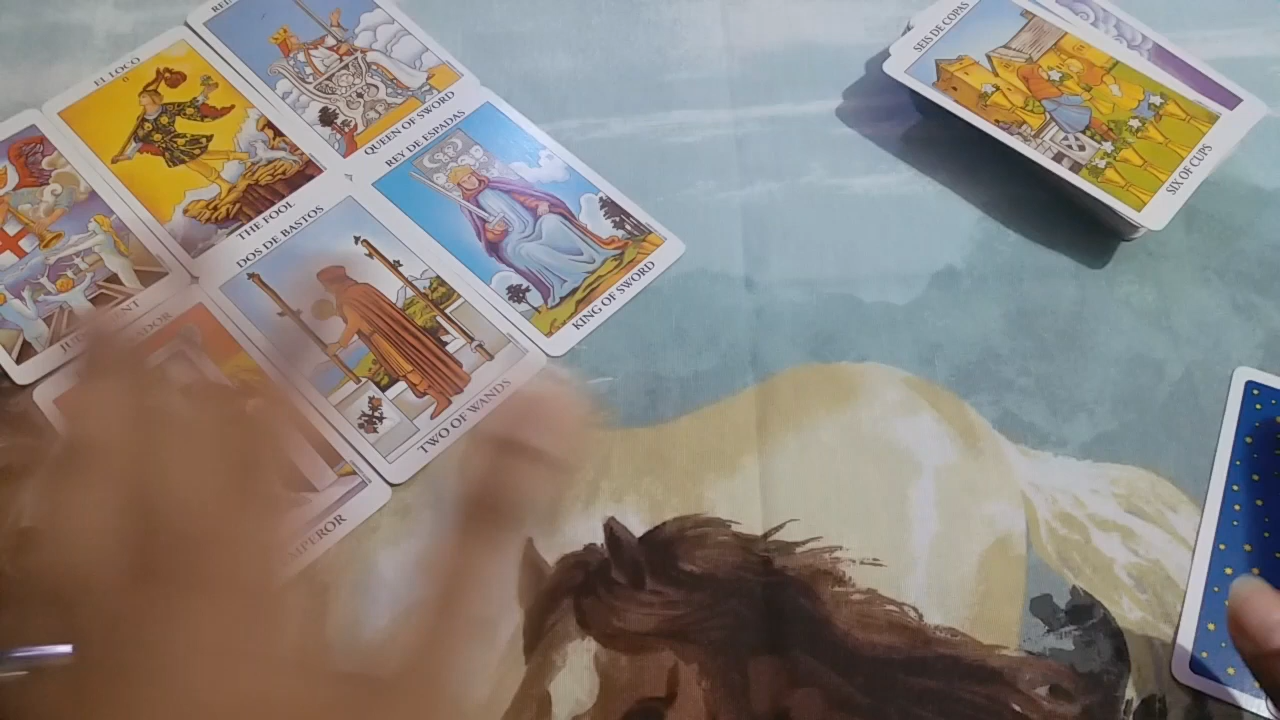 EL LOCO
0
THE FOOL
QUEEN OF SWORD
REY DE ESPADAS
KING OF SWORD
DOS DE BASTOS
TWO OF WANDS
SEIS DE COPAS
SIX OF CUPS